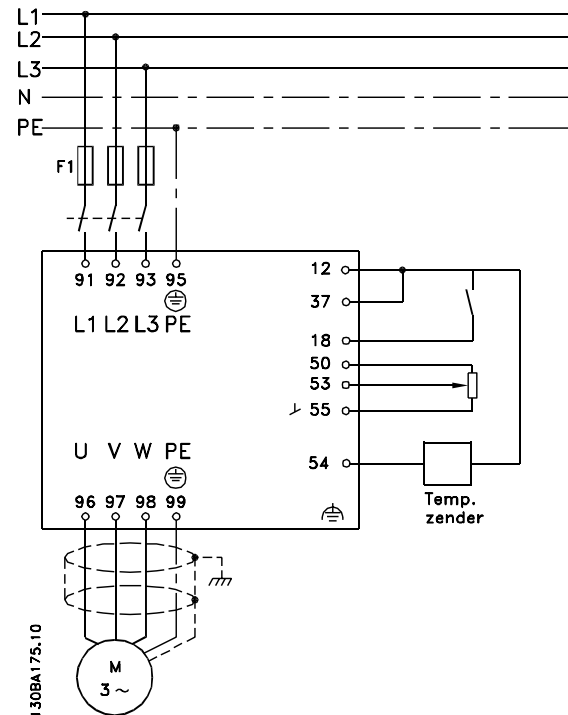 L1
L2
L3
N
PE
F1
91 92 93 95
L1 L2 L3 PE
12
37
18
50
53
55
54
U V W PE
96 97 98 99
Temp.
zender
M
3 ~
130BA175.10